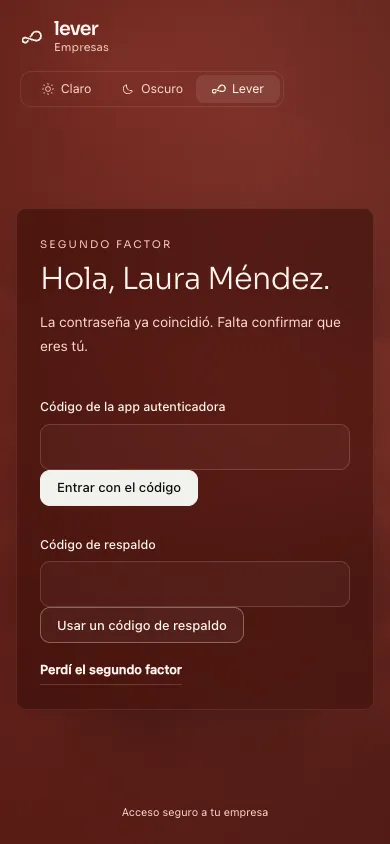 lever
Empresas
Claro
Oscuro
Lever
SEGUNDO FACTOR
Hola, Laura Méndez.
La contraseña ya coincidió. Falta confirmar que
eres tú.
Código de la app autenticadora
Entrar con el código
Código de respaldo
Usar un código de respaldo
Perdí el segundo factor
Acceso seguro a tu empresa